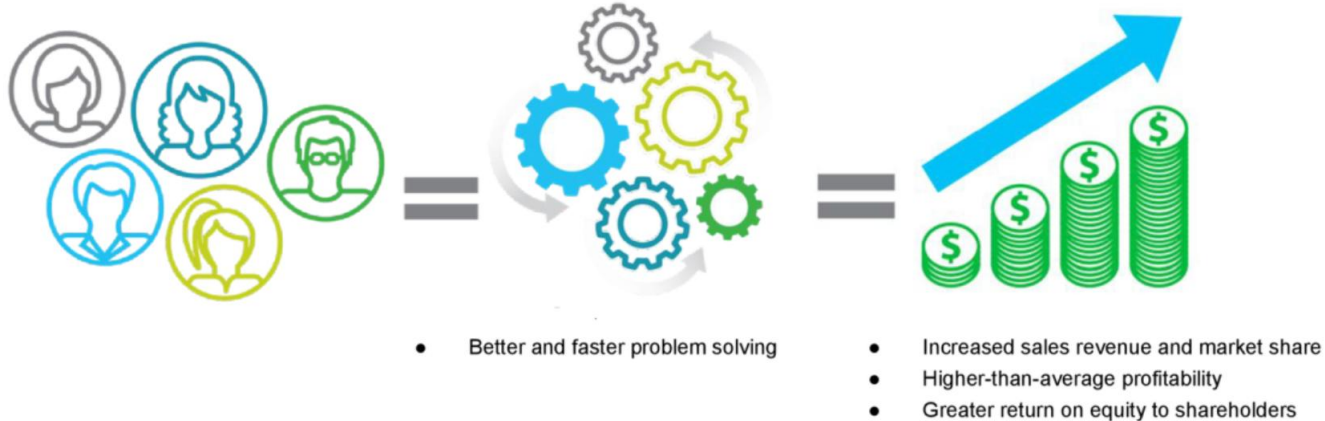 $
$
$
$
● Better and faster problem solving
● Increased sales revenue and market share
● Higher-than-average profitability
● Greater return on equity to shareholders